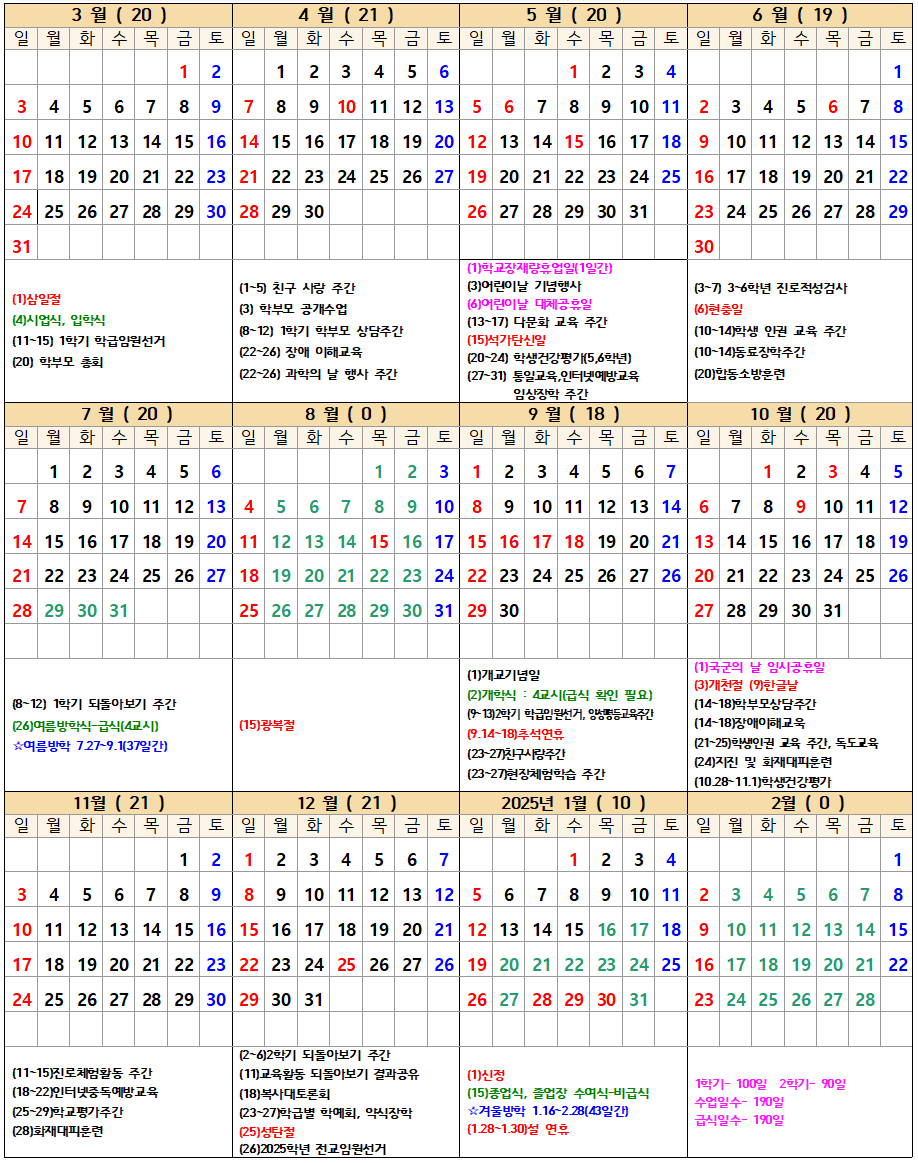 3 월 ( 20 )
일 월 화 수 목 금 토
1 2
3 4 5 6 7 8 9
10 11 12 13 14 15 16
17 18 19 20 21 22 23
24 25 26 27 28 29 30
31
(1)삼일절
(4)시업식, 입학식
(11~15) 1학기 학급임원선거
(20) 학부모 총회
4 월 ( 21 )
일 월 화 수 목 금 토
1 2 3 4 5 6
7 8 9 10 11 12 13
14 15 16 17 18 19 20
21 22 23 24 25 26 27
28 29 30
(1~5) 친구 사랑 주간
(3) 학부모 공개수업
(8~12) 1학기 학부모 상담주간
(22~26) 장애 이해교육
(22~26) 과학의 날 행사 주간
5 월 ( 20 )
일 월 화 수 목 금 토
1 2 3 4
5 6 7 8 9 10 11
12 13 14 15 16 17 18
19 20 21 22 23 24 25
26 27 28 29 30 31
(1)학교장재량휴업일(1일간)
(3)어린이날 기념행사
(6)어린이날 대체공휴일
(13~17) 다문화 교육 주간
(15)석가탄신일
(20~24) 학생건강평가(5,6학년)
(27~31) 통일교육,인터넷예방교육
임상장학 주간
6 월 ( 19 )
일 월 화 수 목 금 토
1
2 3 4 5 6 7 8
9 10 11 12 13 14 15
16 17 18 19 20 21 22
23 24 25 26 27 28 29
30
(3~7) 3~6학년 진로적성검사
(6)현충일
(10~14)학생 인권 교육 주간
(10~14)동료장학주간
(20)합동소방훈련
7 월 ( 20 )
일 월 화 수 목 금 토
1 2 3 4 5 6
7 8 9 10 11 12 13
14 15 16 17 18 19 20
21 22 23 24 25 26 27
28 29 30 31
(8~12) 1학기 되돌아보기 주간
(26)여름방학식-급식(4교시)
☆여름방학 7.27~9.1(37일간)
8 월 ( 0 )
일 월 화 수 목 금 토
1 2 3
4 5 6 7 8 9 10
11 12 13 14 15 16 17
18 19 20 21 22 23 24
25 26 27 28 29 30 31
(15)광복절
9 월 ( 18 )
일 월 화 수 목 금 토
1 2 3 4 5 6 7
8 9 10 11 12 13 14
15 16 17 18 19 20 21
22 23 24 25 26 27 26
29 30
(1)개교기념일
(2)개학식 : 4교시(급식 확인 필요)
(9~13)2학기 학급임원선거, 양성평등교육주간
(9.14~18)추석연휴
(23~27)친구사랑주간
(23~27)현장체험학습 주간
10 월 ( 20 )
일 월 화 수 목 금 토
1 2 3 4 5
6 7 8 9 10 11 12
13 14 15 16 17 18 19
20 21 22 23 24 25 26
27 28 29 30 31
(1)국군의 날 임시공휴일
(3)개천절 (9)한글날
(14~18)학부모상담주간
(14~18)장애이해교육
(21~25)학생인권 교육 주간, 독도교육
(24)지진 및 화재대피훈련
(10.28~11.1)학생건강평가
11월 ( 21 )
일 월 화 수 목 금 토
1 2
3 4 5 6 7 8 9
10 11 12 13 14 15 16
17 18 19 20 21 22 23
24 25 26 27 28 29 30
(11~15)진로체험활동 주간
(18~22)인터넷중독예방교육
(25~29)학교평가주간
(28)화재대피훈련
12 월 ( 21 )
일 월 화 수 목 금 토
1 2 3 4 5 6 7
8 9 10 11 12 13 12
15 16 17 18 19 20 21
22 23 24 25 26 27 26
29 30 31
(2~6)2학기 되돌아보기 주간
(11)교육활동 되돌아보기 결과공유
(18)독서대토론회
(23~27)학급별 학예회, 약식장학
(25)성탄절
(26)2025학년 전교임원선거
2025년 1월 ( 10 )
일 월 화 수 목 금 토
1 2 3 4
5 6 7 8 9 10 11
12 13 14 15 16 17 18
19 20 21 22 23 24 25
26 27 28 29 30 31
(1)신정
(15)종업식, 졸업장 수여식-비급식
☆겨울방학 1.16~2.28(43일간)
(1.28~1.30)설 연휴
2월 ( 0 )
일 월 화 수 목 금 토
1
2 3 4 5 6 7 8
9 10 11 12 13 14 15
16 17 18 19 20 21 22
23 24 25 26 27 28
1학기- 100일 2학기- 90일
수업일수- 190일
급식일수- 190일